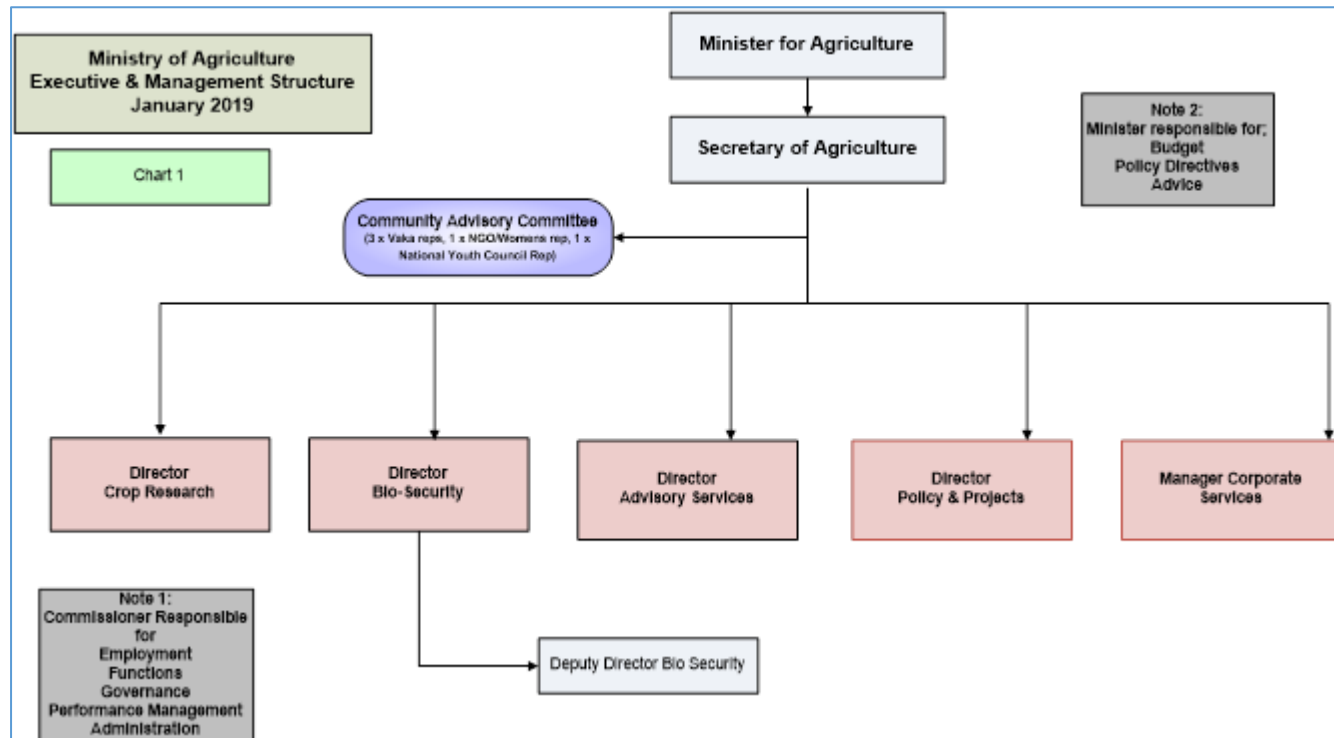 Ministry of Agriculture
Executive & Management Structure
January 2019
Chart 1
Minister for Agriculture
Secretary of Agriculture
Note 2:
Minister responsible for;
Budget
Policy Directives
Advice
Community Advisory Committee
(3 x Vaka reps, 1 x NGO/Womens rep, 1 x
National Youth Council Rep)
Director
Crop Research
Director
Bio-Security
Director
Advisory Services
Director
Policy & Projects
Manager Corporate
Services
Note 1:
Commissioner Responsible
for
Employment
Functions
Governance
Performance Management
Administration
Deputy Director Bio Security